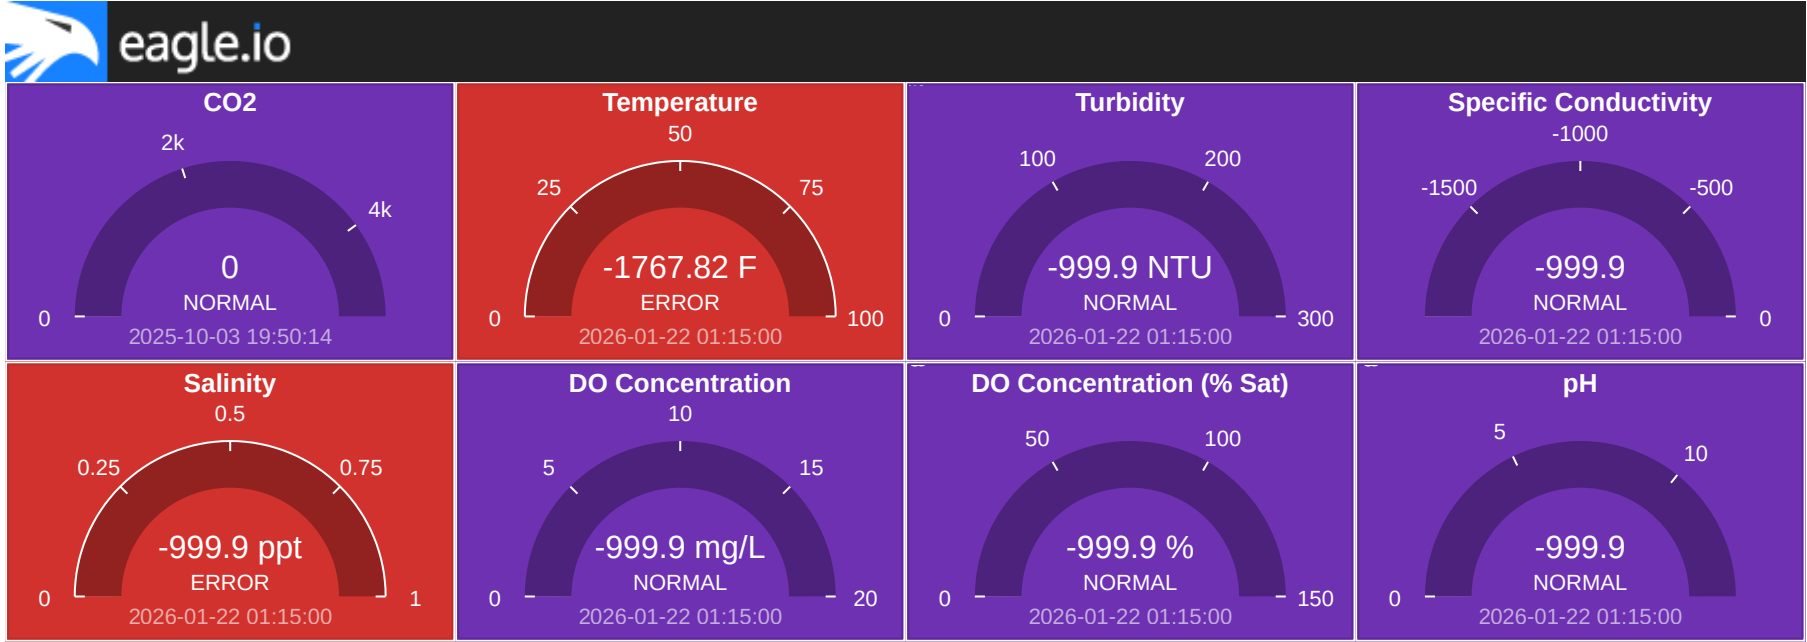 eagle.io
CO2
2k
4k
0
0
NORMAL
2025-10-03 19:50:14
Temperature
50
25
75
0
100
-1767.82 F
ERROR
2026-01-22 01:15:00
Turbidity
100
200
0
300
-999.9 NTU
NORMAL
2026-01-22 01:15:00
Specific Conductivity
-1000
-1500
-500
0
-999.9
NORMAL
2026-01-22 01:15:00
Salinity
0.5
0.25
0.75
0
1
-999.9 ppt
ERROR
2026-01-22 01:15:00
DO Concentration
10
5
15
0
20
-999.9 mg/L
NORMAL
2026-01-22 01:15:00
DO Concentration (% Sat)
50
100
0
150
-999.9 %
NORMAL
2026-01-22 01:15:00
pH
5
10
0
-999.9
NORMAL
2026-01-22 01:15:00